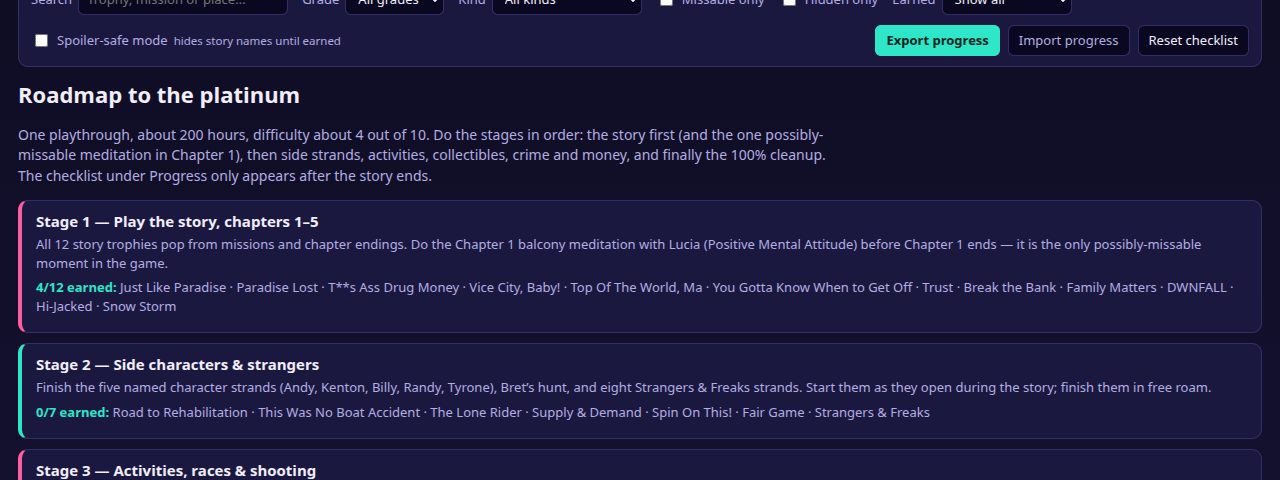 Search Trophy, mission or place... Grade All grades Kind All kinds Missable only Hidden only Earned Show all
Spoiler-safe mode hides story names until earned Export progress Import progress Reset checklist
Roadmap to the platinum
One playthrough, about 200 hours, difficulty about 4 out of 10. Do the stages in order: the story first (and the one possibly-
missable meditation in Chapter 1), then side strands, activities, collectibles, crime and money, and finally the 100% cleanup.
The checklist under Progress only appears after the story ends.
Stage 1 — Play the story, chapters 1–5
All 12 story trophies pop from missions and chapter endings. Do the Chapter 1 balcony meditation with Lucia (Positive Mental Attitude) before Chapter 1 ends — it is the only possibly-missable
moment in the game.
4/12 earned: Just Like Paradise · Paradise Lost · T**s Ass Drug Money · Vice City, Baby! · Top Of The World, Ma · You Gotta Know When to Get Off · Trust · Break the Bank · Family Matters · DWNFALL ·
Hi-Jacked · Snow Storm
Stage 2 — Side characters & strangers
Finish the five named character strands (Andy, Kenton, Billy, Randy, Tyrone), Bret’s hunt, and eight Strangers & Freaks strands. Start them as they open during the story; finish them in free roam.
0/7 earned: Road to Rehabilitation · This Was No Boat Accident · The Lone Rider · Supply & Demand · Spin On This! · Fair Game · Strangers & Freaks
Stage 3 — Activities, races & shooting